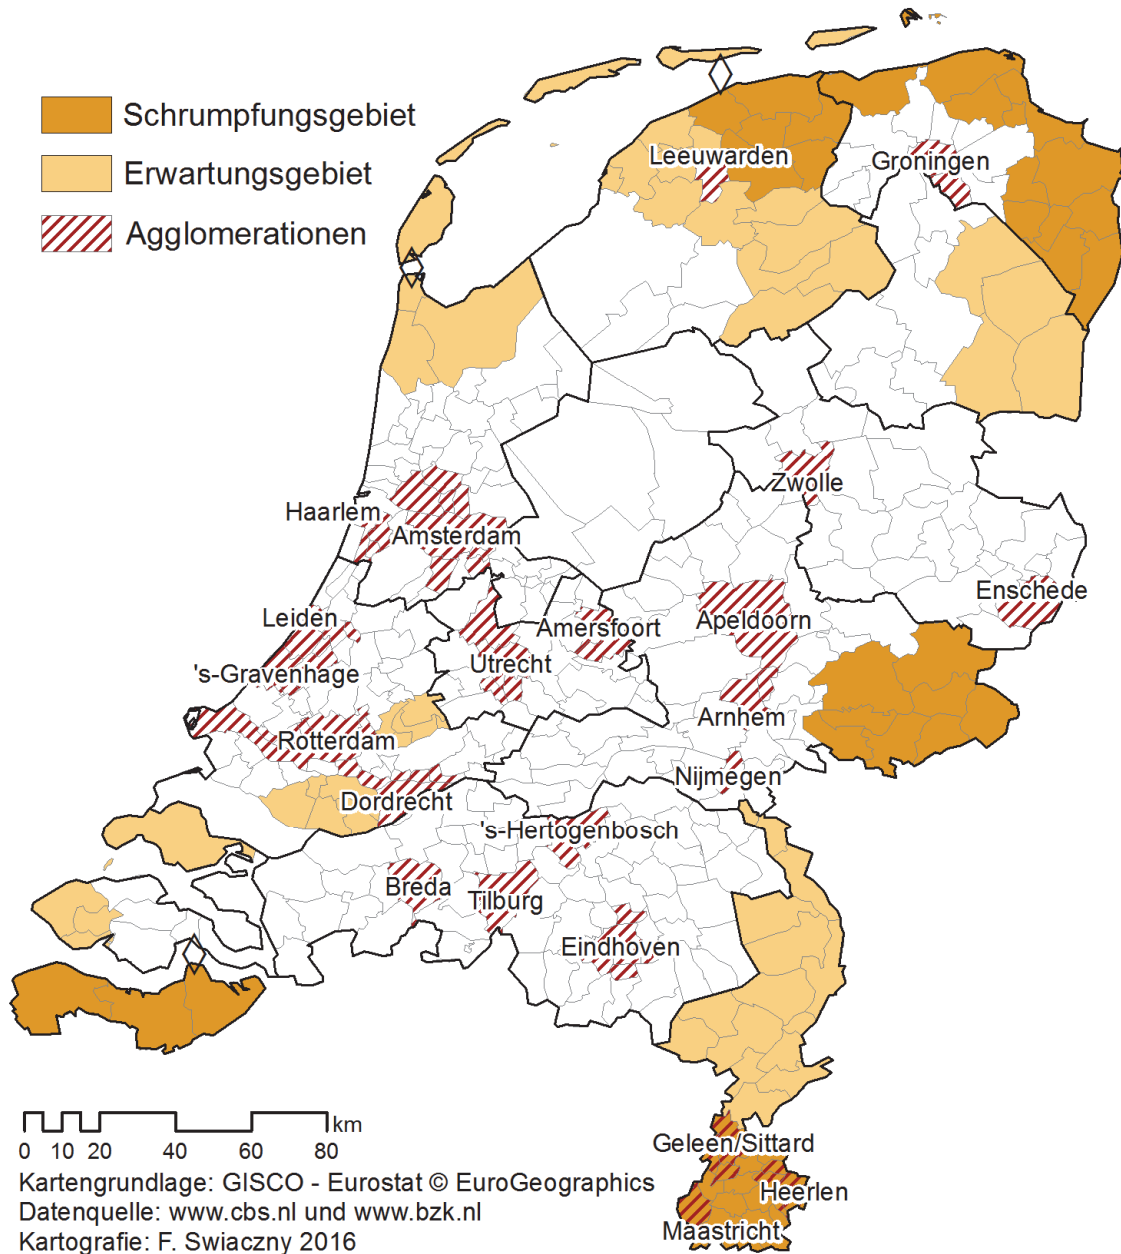 Schrumpfungsgebiet
Erwartungsgebiet
Agglomerationen
Leeuwarden
Groningen
Zwolle
Haarlem
Amsterdam
Enschede
Leiden
Amersfoort
Apeldoorn
Utrecht
's-Gravenhage
Arnhem
Rotterdam
Nijmegen
Dordrecht
's-Hertogenbosch
Breda
Tilburg
Eindhoven
km
0 10 20 40 60 80
Geleen/Sittard
Heerlen
Maastricht
Kartengrundlage: GISCO - Eurostat © EuroGeographics
Datenquelle: www.cbs.nl und www.bzk.nl
Kartografie: F. Swiaczny 2016